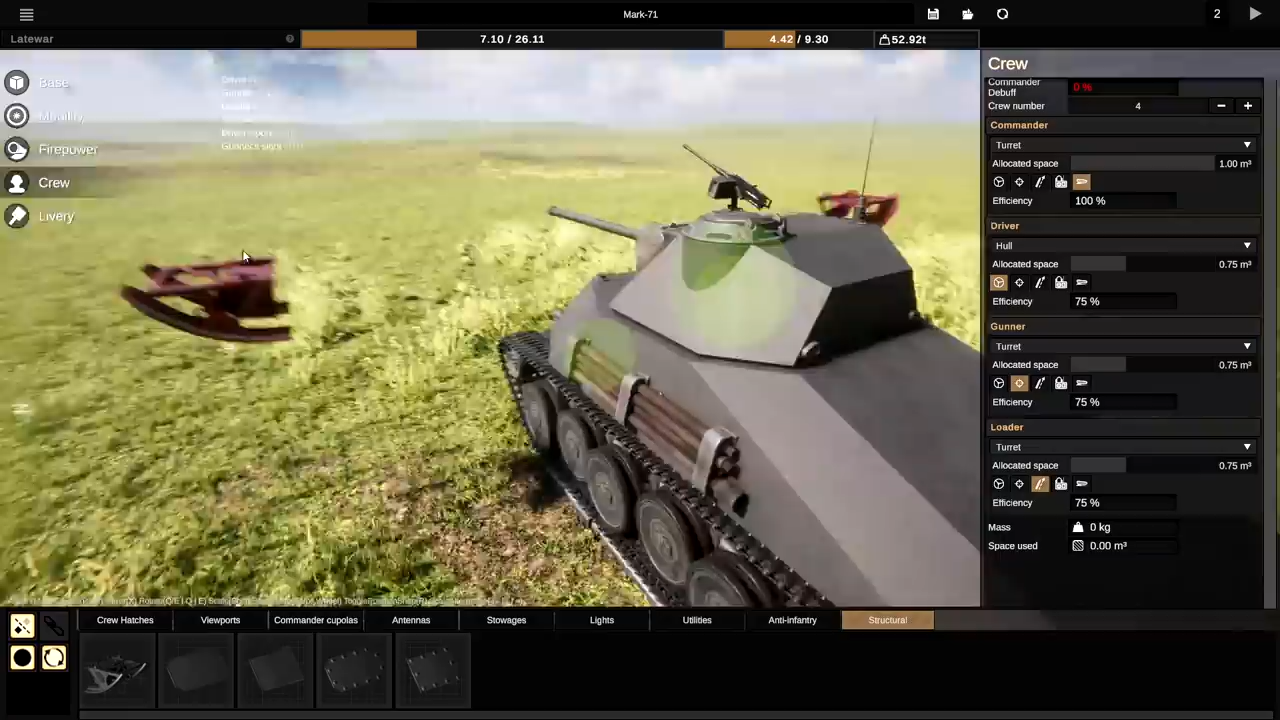 Mark-71
2
Latewar
7.10 / 26.11
4.42 / 9.30
52.92t
Base
Mobility
Firepower
Crew
Livery
Crew
Commander
Debuff
0 %
Crew number
4
Commander
Turret
Allocated space
1.00 m³
Efficiency
100 %
Driver
Hull
Allocated space
0.75 m³
Efficiency
75 %
Gunner
Turret
Allocated space
0.75 m³
Efficiency
75 %
Loader
Turret
Allocated space
0.75 m³
Efficiency
75 %
Mass
0 kg
Space used
0.00 m³
Crew Hatches
Viewports
Commander cupolas
Antennas
Stowages
Lights
Utilities
Anti-infantry
Structural